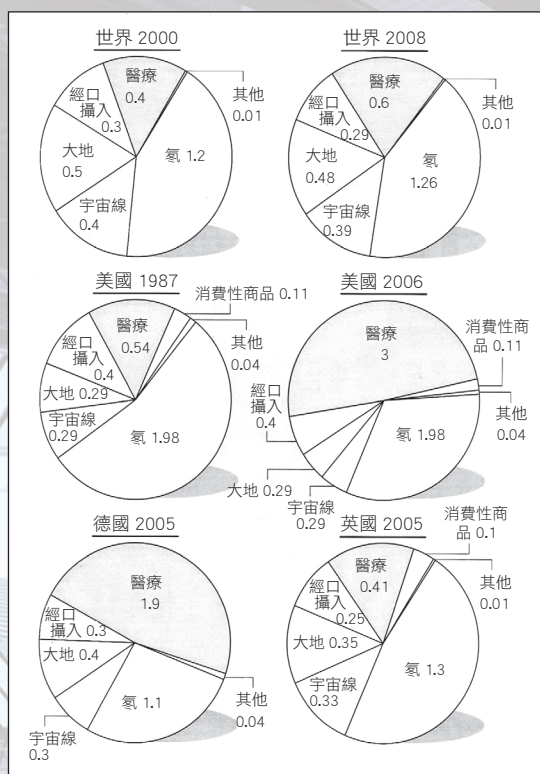 世界 2000
醫療
0.4
其他
0.01
經口
攝入
0.3
大地
0.5
宇宙線
0.4
氡 1.2
世界 2008
醫療
0.6
其他
0.01
經口
攝入
0.29
大地
0.48
宇宙線
0.39
氡
1.26
美國 1987
消費性商品 0.11
醫療
0.54
其他
0.04
經口
攝入
0.4
大地 0.29
宇宙線
0.29
氡 1.98
美國 2006
醫療
3
消費性商
品 0.11
其他
0.04
經口
攝入
0.4
大地 0.29
宇宙線
0.29
氡 1.98
德國 2005
醫療
1.9
經口
攝入 0.3
大地 0.4
宇宙線
0.3
氡 1.1
其他
0.04
英國 2005
消費性商
品 0.1
醫療
0.41
其他
0.01
經口
攝入
0.25
大地 0.35
宇宙線
0.33
氡 1.3